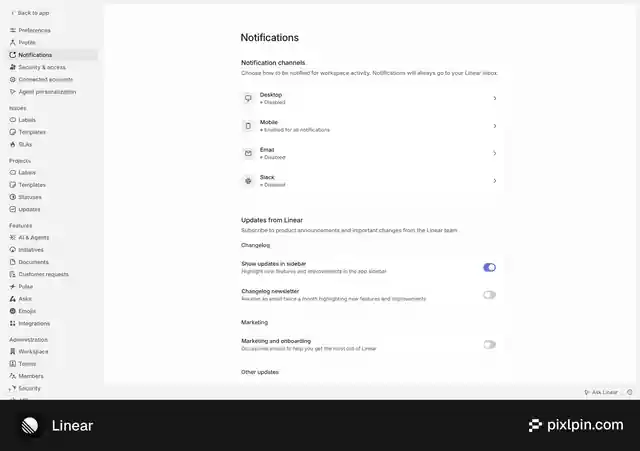 Back to app
Preferences
Profile
Notifications
Security & access
Connected accounts
Agent personalization
Issues
Labels
Templates
SLAs
Projects
Labels
Templates
Statuses
Updates
Features
AI & Agents
Initiatives
Documents
Customer requests
Pulse
Asks
Emojis
Integrations
Administration
Workspace
Teams
Members
Security
Notifications
Notification channels
Choose how to be notified for workspace activity. Notifications will always go to your Linear inbox.
Desktop
Disabled
Mobile
Enabled for all notifications
Email
Disabled
Slack
Disabled
Updates from Linear
Subscribe to product announcements and important changes from the Linear team
Changelog
Show updates in sidebar
Highlight new features and improvements in the app sidebar
Changelog newsletter
Receive an email twice a month highlighting new features and improvements
Marketing
Marketing and onboarding
Occasional emails to help you get the most out of Linear
Other updates
Ask Linear
Linear
pixlpin.com